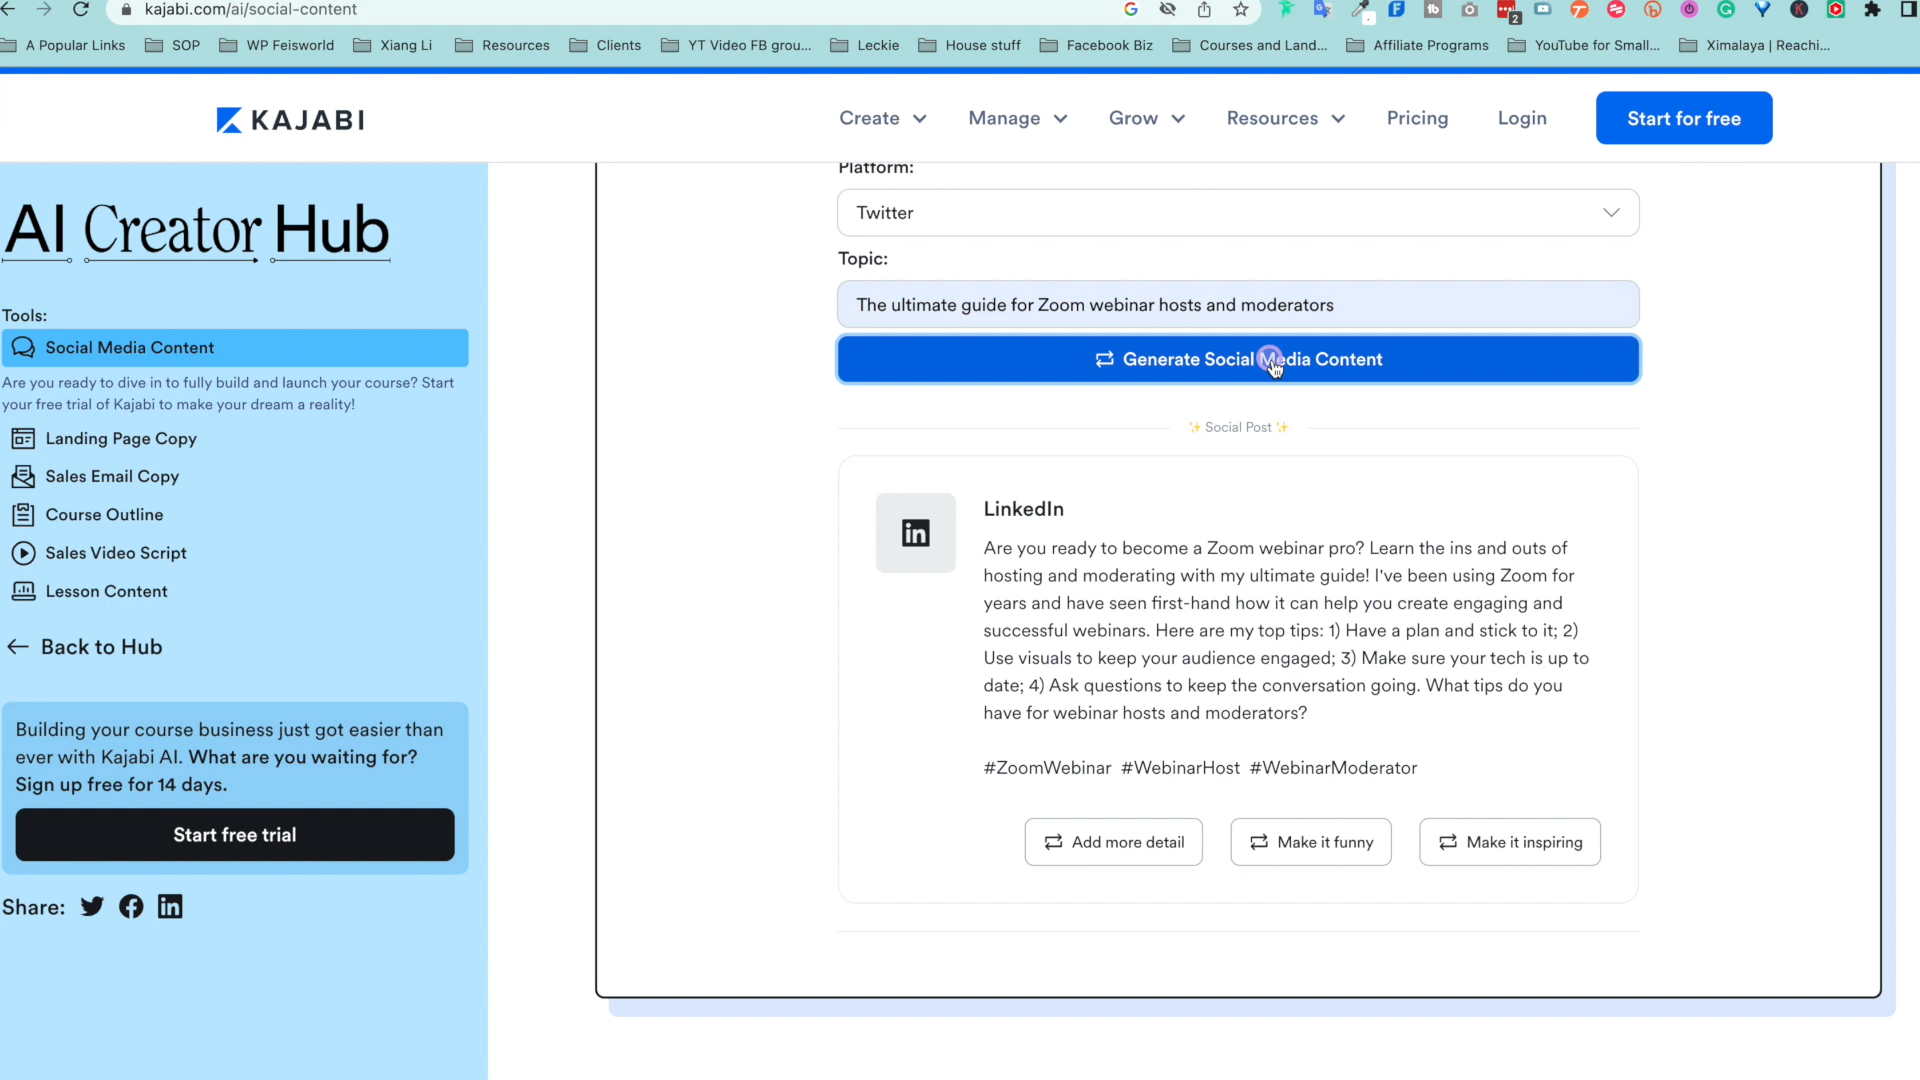 kajabi.com/ai/social-content
2
A Popular Links
SOP
WP Feisworld
Xiang Li
Resources
Clients
YT Video FB grou...
Leckie
House stuff
Facebook Biz
Courses and Land...
Affiliate Programs
YouTube for Small...
Ximalaya | Reachi...
KAJABI
Create
Manage
Grow
Resources
Pricing
Login
Start for free
AI Creator Hub
Tools:
Social Media Content
Are you ready to dive in to fully build and launch your course? Start
your free trial of Kajabi to make your dream a reality!
Landing Page Copy
Sales Email Copy
Course Outline
Sales Video Script
Lesson Content
Back to Hub
Building your course business just got easier than
ever with Kajabi AI. What are you waiting for?
Sign up free for 14 days.
Start free trial
Share:
Platform:
Twitter
Topic:
The ultimate guide for Zoom webinar hosts and moderators
Generate Social Media Content
✨ Social Post ✨
LinkedIn
Are you ready to become a Zoom webinar pro? Learn the ins and outs of
hosting and moderating with my ultimate guide! I've been using Zoom for
years and have seen first-hand how it can help you create engaging and
successful webinars. Here are my top tips: 1) Have a plan and stick to it; 2)
Use visuals to keep your audience engaged; 3) Make sure your tech is up to
date; 4) Ask questions to keep the conversation going. What tips do you
have for webinar hosts and moderators?
#ZoomWebinar #WebinarHost #WebinarModerator
Add more detail
Make it funny
Make it inspiring